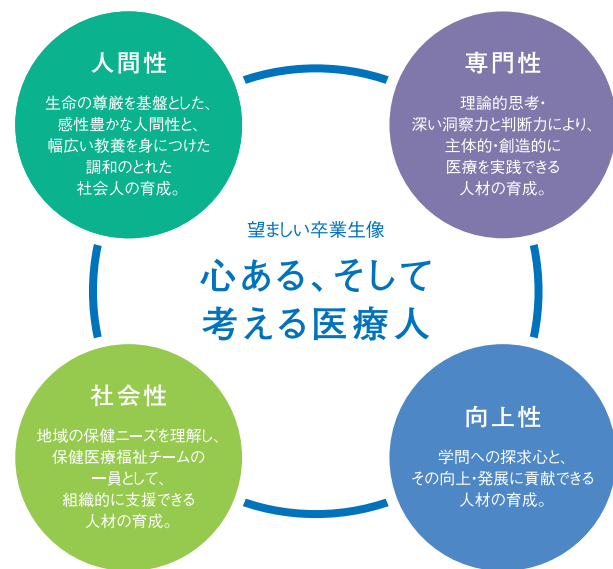 人間性
生命の尊厳を基盤とした、
感性豊かな人間性と、
幅広い教養を身につけた
調和のとれた
社会人の育成。
専門性
理論的思考・
深い洞察力と判断力により、
主体的・創造的に
医療を実践できる
人材の育成。
望ましい卒業生像
心ある、そして
考える医療人
社会性
地域の保健ニーズを理解し、
保健医療福祉チームの
一員として、
組織的に支援できる
人材の育成。
向上性
学問への探求心と、
その向上・発展に貢献できる
人材の育成。